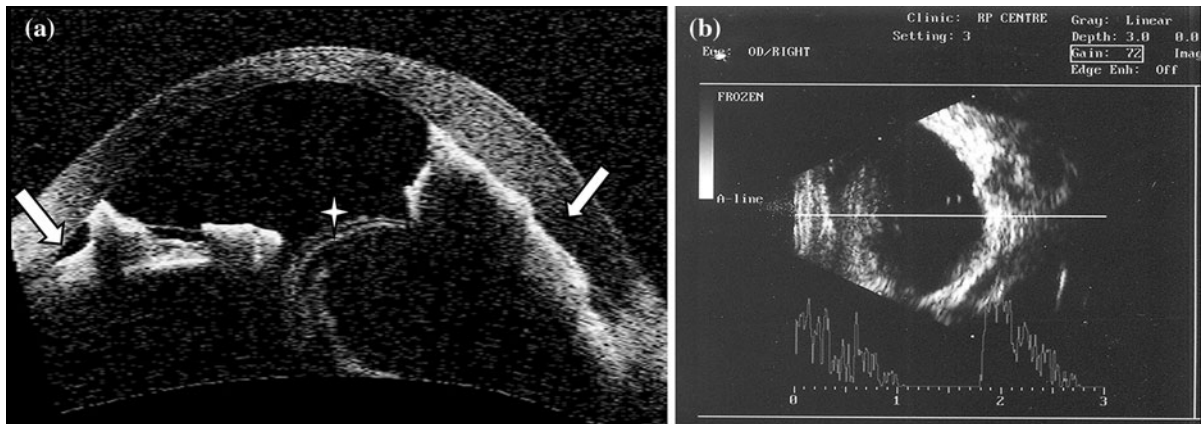 (a)
(b)
Clinic: RP CENTRE
Setting: 3
OD/RIGHT
Gray: Linear
Depth: 3.0 0.0
Gain: 72 Imag
Edge Enh: Off
FROZEN
A-line
0 1 2 3